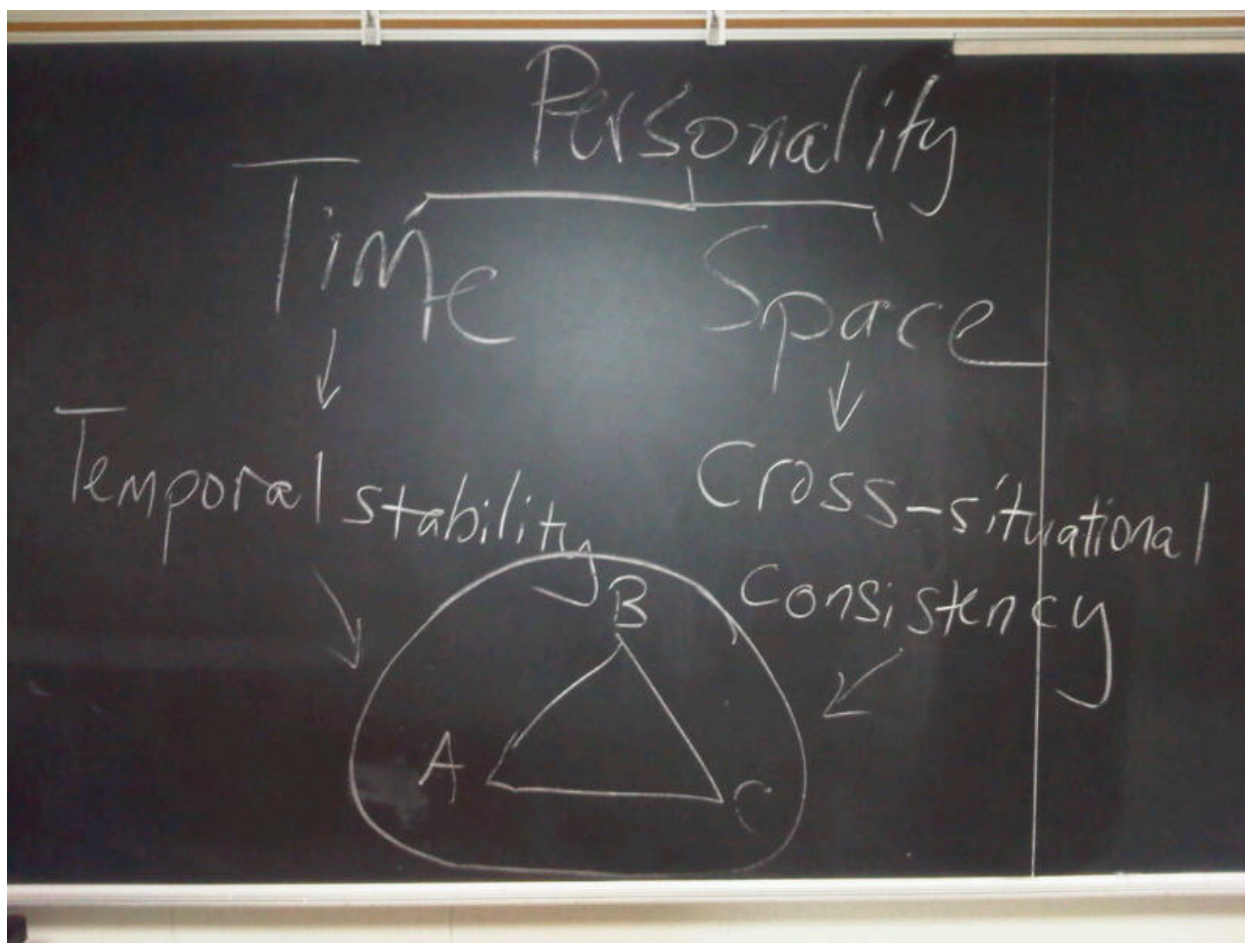 Personality
Time
Space
Temporal stability
Cross-situational
Consistency
B
A
C